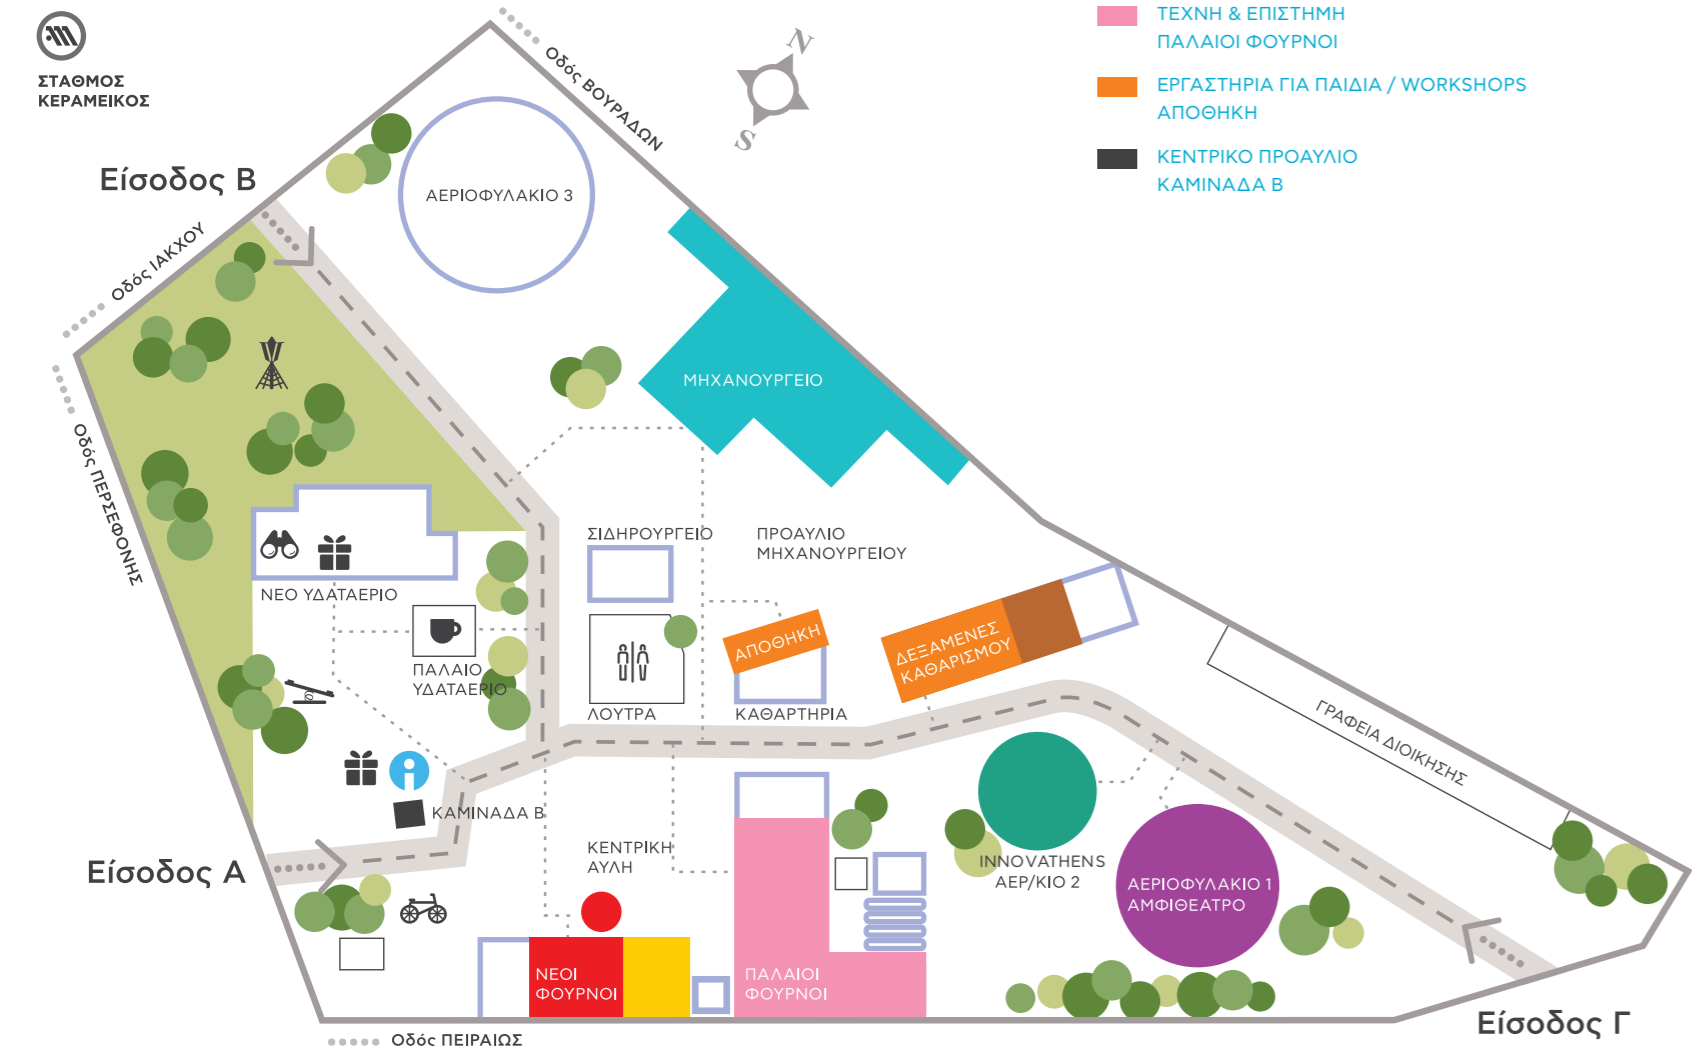 ΣΤΑΘΜΟΣ
ΚΕΡΑΜΕΙΚΟΣ
ΤΕΧΝΗ & ΕΠΙΣΤΗΜΗ
ΠΑΛΑΙΟΙ ΦΟΥΡΝΟΙ
ΕΡΓΑΣΤΗΡΙΑ ΓΙΑ ΠΑΙΔΙΑ / WORKSHOPS
ΑΠΟΘΗΚΗ
ΚΕΝΤΡΙΚΟ ΠΡΟΑΥΛΙΟ
ΚΑΜΙΝΑΔΑ Β
N
S
Οδός ΒΟΥΡΑΔΩΝ
Είσοδος Β
ΑΕΡΙΟΦΥΛΑΚΙΟ 3
Οδός ΙΑΚΧΟΥ
ΜΗΧΑΝΟΥΡΓΕΙΟ
Οδός ΠΕΡΣΕΦΟΝΗΣ
ΣΙΔΗΡΟΥΡΓΕΙΟ
ΠΡΟΑΥΛΙΟ
ΜΗΧΑΝΟΥΡΓΕΙΟΥ
ΝΕΟ ΥΔΑΤΑΕΡΙΟ
ΠΑΛΑΙΟ
ΥΔΑΤΑΕΡΙΟ
ΑΠΟΘΗΚΗ
ΔΕΞΑΜΕΝΕΣ
ΚΑΘΑΡΙΣΜΟΥ
ΛΟΥΤΡΑ
ΚΑΘΑΡΤΗΡΙΑ
ΓΡΑΦΕΙΑ ΔΙΟΙΚΗΣΗΣ
ΚΑΜΙΝΑΔΑ Β
ΚΕΝΤΡΙΚΗ
ΑΥΛΗ
INNOVATHENS
ΑΕΡ/ΚΙΟ 2
ΑΕΡΙΟΦΥΛΑΚΙΟ 1
ΑΜΦΙΘΕΑΤΡΟ
Είσοδος Α
ΝΕΟΙ
ΦΟΥΡΝΟΙ
ΠΑΛΑΙΟΙ
ΦΟΥΡΝΟΙ
Είσοδος Γ
Οδός ΠΕΙΡΑΙΩΣ